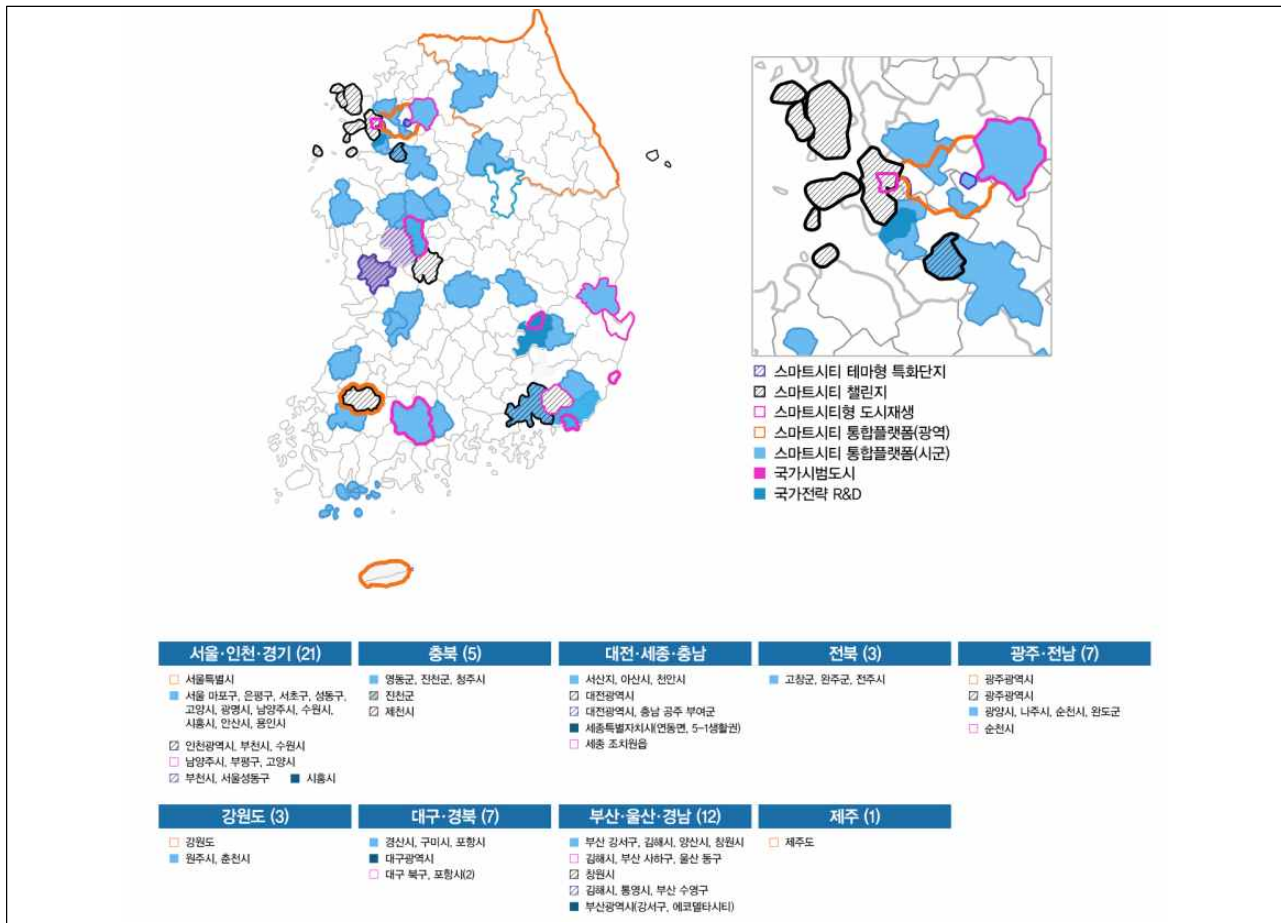 스마트시티 테마형 특화단지
스마트시티 챌린지
스마트시티형 도시재생
스마트시티 통합플랫폼(광역)
스마트시티 통합플랫폼(시군)
국가시범도시
국가전략 R&D
서울·인천·경기 (21)
서울특별시
서울 마포구, 은평구, 서초구, 성동구,
고양시, 광명시, 남양주시, 수원시,
시흥시, 안산시, 용인시
인천광역시, 부천시, 수원시
남양주시, 부평구, 고양시
부천시, 서울성동구
시흥시
충북 (5)
영동군, 진천군, 청주시
진천군
제천시
대전·세종·충남
서산지, 아산시, 천안시
대전광역시
대전광역시, 충남 공주 부여군
세종특별자치시(연동면, 5-1생활권)
세종 조치원읍
전북 (3)
고창군, 완주군, 전주시
광주·전남 (7)
광주광역시
광주광역시
광양시, 나주시, 순천시, 완도군
순천시
강원도 (3)
강원도
원주시, 춘천시
대구·경북 (7)
경산시, 구미시, 포항시
대구광역시
대구 북구, 포항시(2)
부산·울산·경남 (12)
부산 강서구, 김해시, 양산시, 창원시
김해시, 부산 사하구, 울산 동구
창원시
김해시, 통영시, 부산 수영구
부산광역시(강서구, 에코델타시티)
제주 (1)
제주도